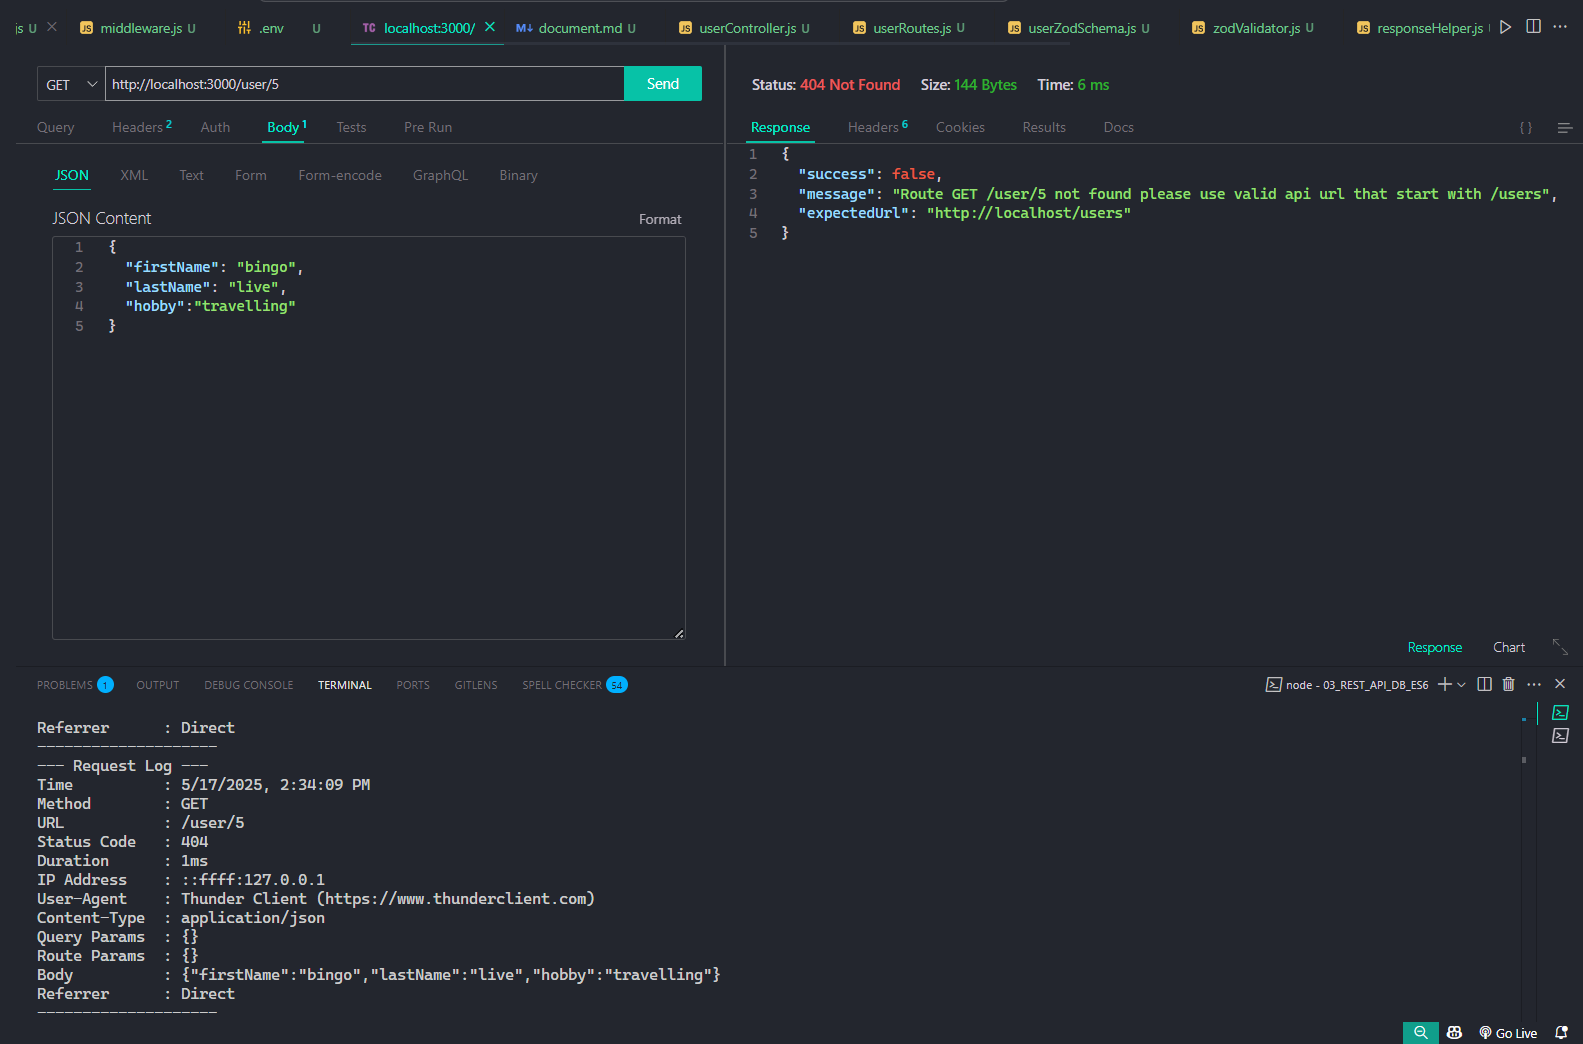 js U
middleware.js U
.env U
TC localhost:3000/
M↓ document.md U
JS userController.js U
JS userRoutes.js U
JS userZodSchema.js U
JS zodValidator.js U
JS responseHelper.js
GET
http://localhost:3000/user/5
Send
Query Headers 2 Auth Body 1 Tests Pre Run
JSON XML Text Form Form-encode GraphQL Binary
JSON Content
Format
1 {
2 "firstName": "bingo",
3 "lastName": "live",
4 "hobby":"travelling"
5 }
Status: 404 Not Found Size: 144 Bytes Time: 6 ms
Response Headers 6 Cookies Results Docs { }
1 {
2 "success": false,
3 "message": "Route GET /user/5 not found please use valid api url that start with /users",
4 "expectedUrl": "http://localhost/users"
5 }
Response Chart
PROBLEMS 1 OUTPUT DEBUG CONSOLE TERMINAL PORTS GITLENS SPELL CHECKER 54
node - 03_REST_API_DB_ES6
Referrer : Direct
--------------------
--- Request Log ---
Time : 5/17/2025, 2:34:09 PM
Method : GET
URL : /user/5
Status Code : 404
Duration : 1ms
IP Address : ::ffff:127.0.0.1
User-Agent : Thunder Client (https://www.thunderclient.com)
Content-Type : application/json
Query Params : {}
Route Params : {}
Body : {"firstName":"bingo","lastName":"live","hobby":"travelling"}
Referrer : Direct
--------------------
Go Live